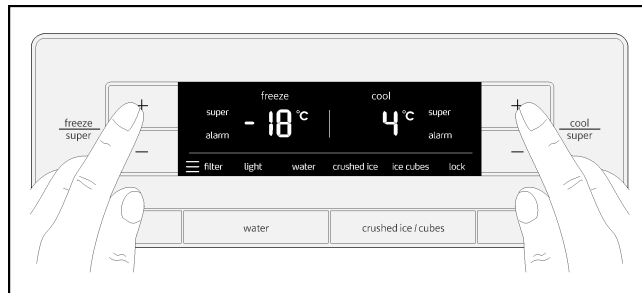 freeze cool
super super
-18 °C 4 °C
alarm alarm
+ +
freeze
super
cool
super
− −
filter light water crushed ice ice cubes lock
water crushed ice / cubes